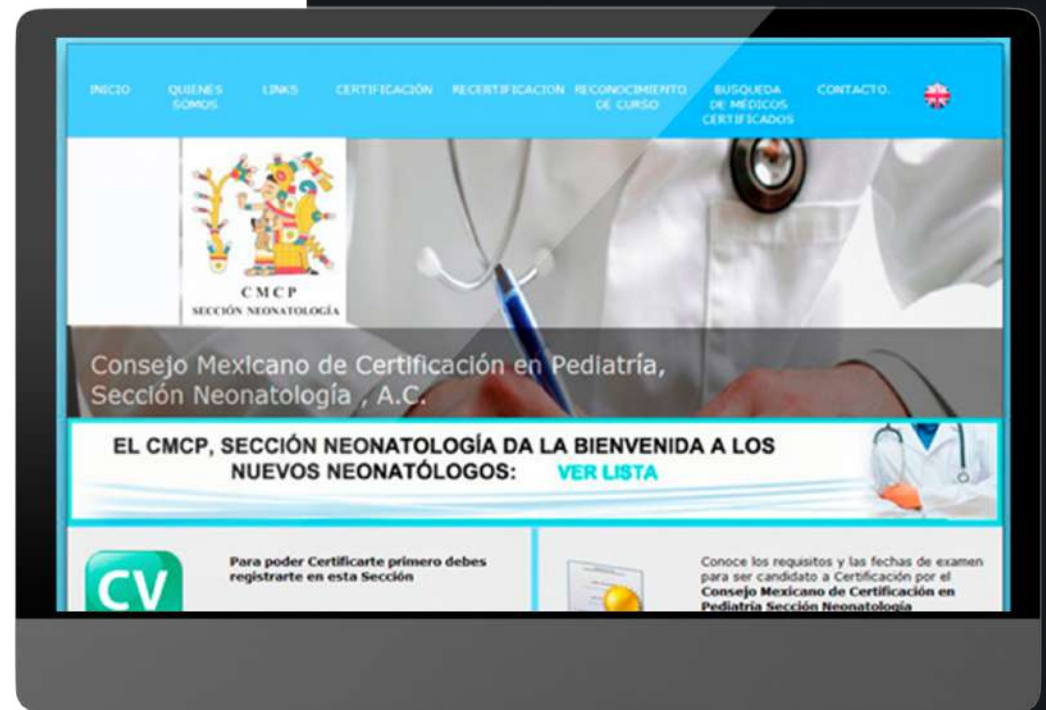 INICIO
QUIENES
SOMOS
LINKS
CERTIFICACIÓN
RECERTIFICACION
RECONOCIMIENTO
DE CURSO
BUSQUEDA
DE MÉDICOS
CERTIFICADOS
CONTACTO.
C M C P
SECCIÓN NEONATOLOGÍA
Consejo Mexicano de Certificación en Pediatría,
Sección Neonatología , A.C.
EL CMCP, SECCIÓN NEONATOLOGÍA DA LA BIENVENIDA A LOS
NUEVOS NEONATÓLOGOS: VER LISTA
CV
Para poder Certificarte primero debes
registrarte en esta Sección
Conoce los requisitos y las fechas de examen
para ser candidato a Certificación por el
Consejo Mexicano de Certificación en
Pediatría Sección Neonatología